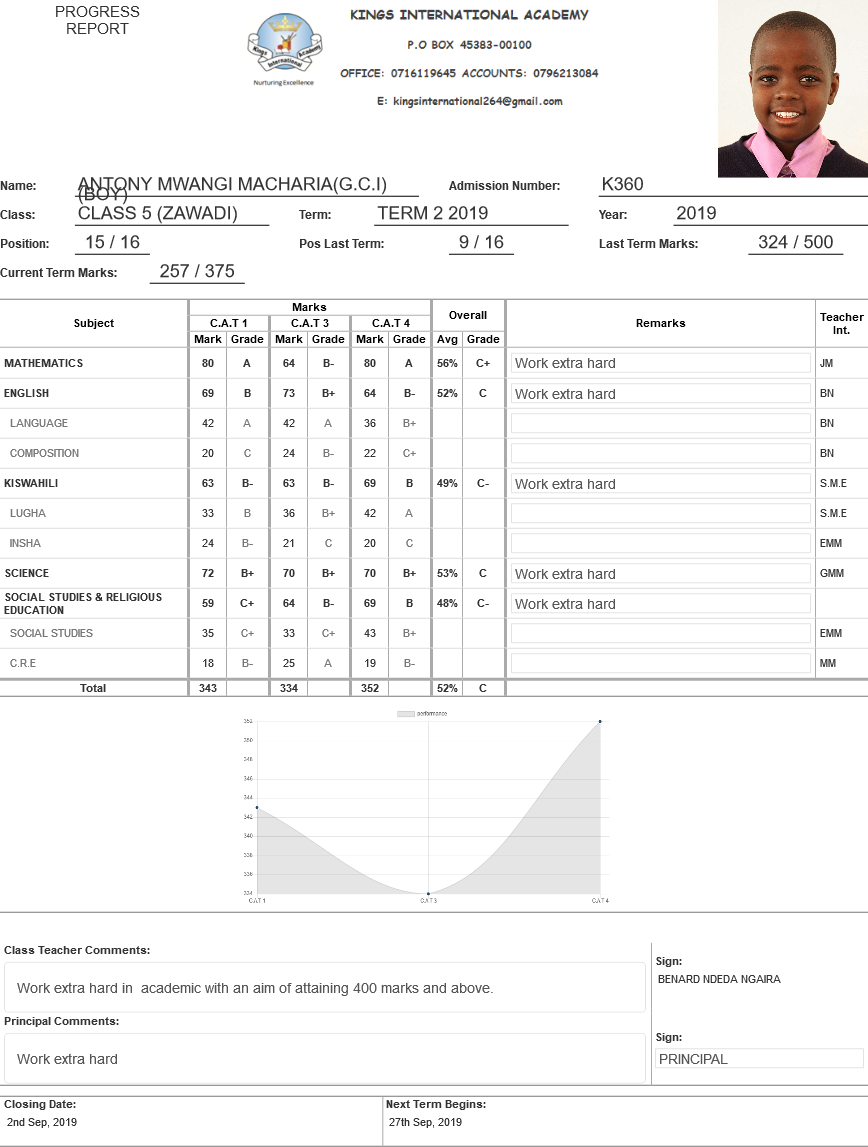 PROGRESS
REPORT
KINGS INTERNATIONAL ACADEMY
P.O BOX 45383-00100
OFFICE: 0716119645 ACCOUNTS: 0796213084
E: kingsinternational264@gmail.com
Kings International Academy
Nurturing Excellence
Name: ANTONY MWANGI MACHARIA(G.C.I) Admission Number: K360
(BOY)
Class: CLASS 5 (ZAWADI) Term: TERM 2 2019 Year: 2019
Position: 15 / 16 Pos Last Term: 9 / 16 Last Term Marks: 324 / 500
Current Term Marks: 257 / 375
Subject Marks Overall Remarks Teacher Int.
C.A.T 1 C.A.T 3 C.A.T 4
Mark Grade Mark Grade Mark Grade Avg Grade
MATHEMATICS 80 A 64 B- 80 A 56% C+ Work extra hard JM
ENGLISH 69 B 73 B+ 64 B- 52% C Work extra hard BN
LANGUAGE 42 A 42 A 36 B+ BN
COMPOSITION 20 C 24 B- 22 C+ BN
KISWAHILI 63 B- 63 B- 69 B 49% C- Work extra hard S.M.E
LUGHA 33 B 36 B+ 42 A S.M.E
INSHA 24 B- 21 C 20 C EMM
SCIENCE 72 B+ 70 B+ 70 B+ 53% C Work extra hard GMM
SOCIAL STUDIES & RELIGIOUS
EDUCATION 59 C+ 64 B- 69 B 48% C- Work extra hard
SOCIAL STUDIES 35 C+ 33 C+ 43 B+ EMM
C.R.E 18 B- 25 A 19 B- MM
Total 343 334 352 52% C
performance
352
350
348
346
344
342
340
338
336
334
C.A.T 1 C.A.T 3 C.A.T 4
Class Teacher Comments:
Work extra hard in academic with an aim of attaining 400 marks and above.
Sign:
BENARD NDEDA NGAIRA
Principal Comments:
Work extra hard
Sign:
PRINCIPAL
Closing Date: Next Term Begins:
2nd Sep, 2019 27th Sep, 2019